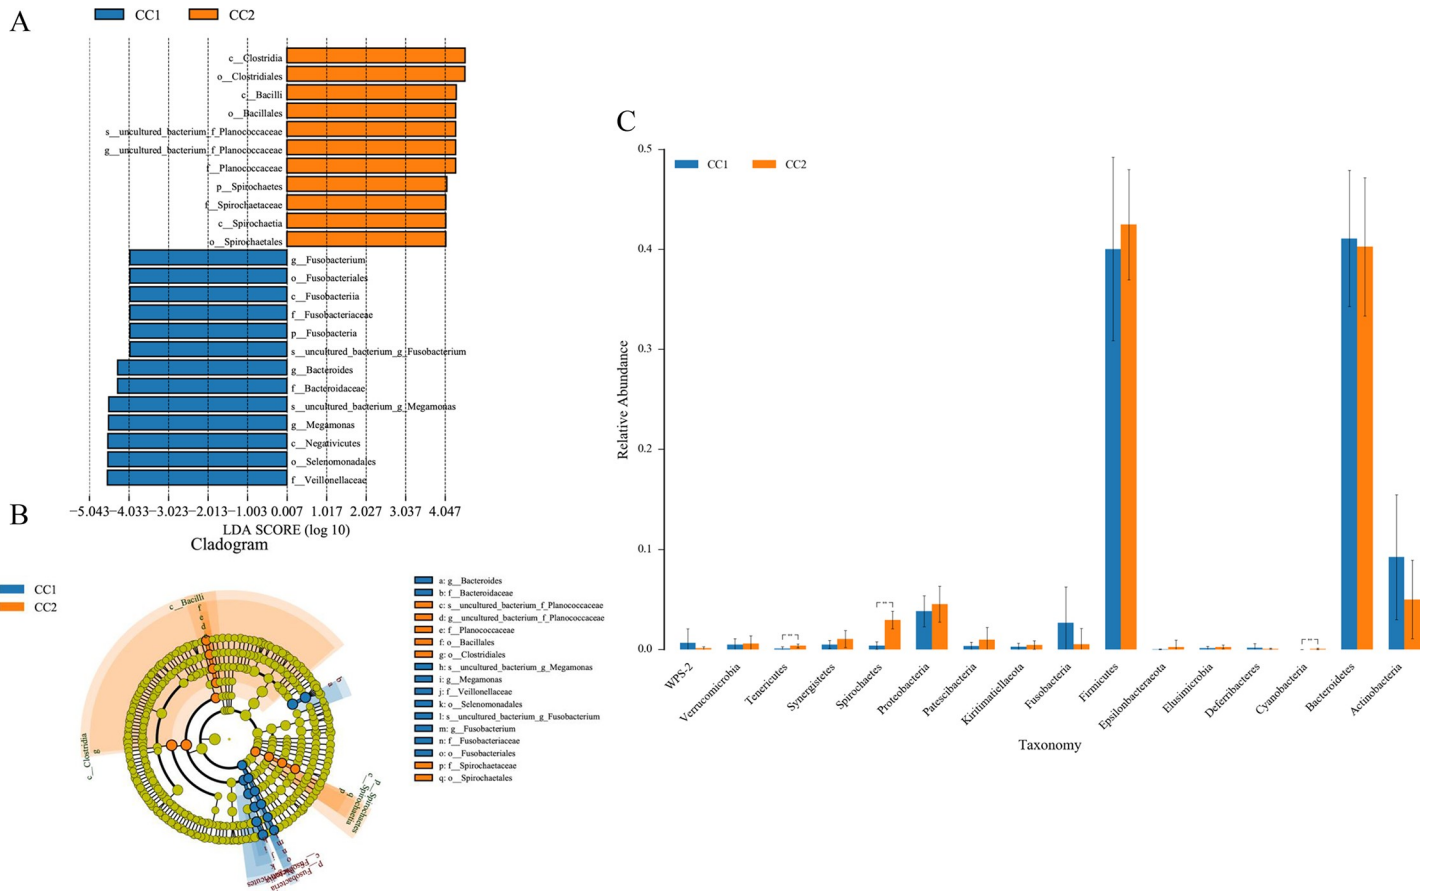 A
CC1 CC2
c__Clostridia
o__Clostridiales
c__Bacilli
o__Bacillales
s__uncultured_bacterium_f_Planococcaceae
g__uncultured_bacterium_f_Planococcaceae
f__Planococcaceae
p__Spirochaetes
f__Spirochaetaceae
c__Spirochaetia
o__Spirochaetales
g__Fusobacterium
o__Fusobacteriales
c__Fusobacteriia
f__Fusobacteriaceae
p__Fusobacteria
s__uncultured_bacterium_g_Fusobacterium
g__Bacteroides
f__Bacteroidaceae
s__uncultured_bacterium_g_Megamonas
g__Megamonas
c__Negativicutes
o__Selenomonadales
f__Veillonellaceae
−5.043 −4.033 −3.023 −2.013 −1.003 0.007 1.017 2.027 3.037 4.047
LDA SCORE (log 10)
B
Cladogram
CC1
CC2
c__Bacilli
f
e
d
c__Clostridia
g
b
a
p__Spirochaetes
c__Spirochaetia
q
p
m
n
o
j
k
p__Fusobacteria
a: g__Bacteroides
b: f__Bacteroidaceae
c: s__uncultured_bacterium_f_Planococcaceae
d: g__uncultured_bacterium_f_Planococcaceae
e: f__Planococcaceae
f: o__Bacillales
g: o__Clostridiales
h: s__uncultured_bacterium_g_Megamonas
i: g__Megamonas
j: f__Veillonellaceae
k: o__Selenomonadales
l: s__uncultured_bacterium_g_Fusobacterium
m: g__Fusobacterium
n: f__Fusobacteriaceae
o: o__Fusobacteriales
p: f__Spirochaetaceae
q: o__Spirochaetales
C
CC1 CC2
Relative Abundance
0.5
0.4
0.3
0.2
0.1
0.0
WPS-2
Verrucomicrobia
Tenericutes
Synergistetes
Spirochaetes
Proteobacteria
Patescibacteria
Kiritimatiellaeota
Fusobacteria
Firmicutes
Epsilonbacteraeota
Elusimicrobia
Deferribacteres
Cyanobacteria
Bacteroidetes
Actinobacteria
Taxonomy